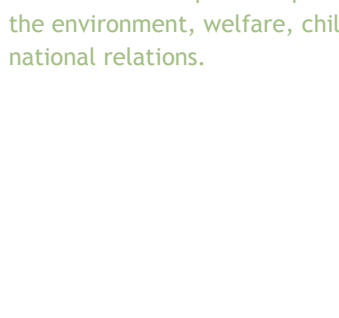 the environment, welfare, chil
national relations.